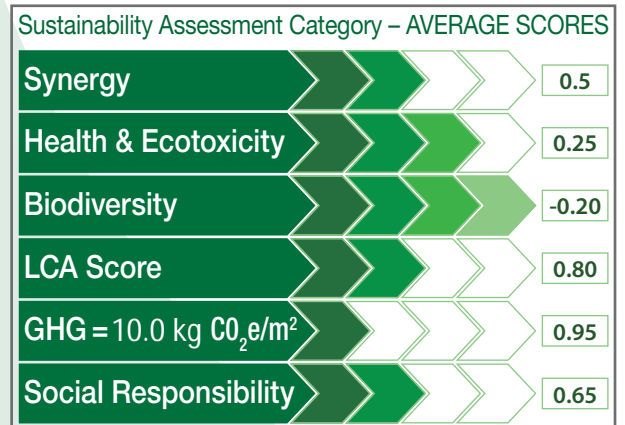 Sustainability Assessment Category – AVERAGE SCORES
Synergy 0.5
Health & Ecotoxicity 0.25
Biodiversity -0.20
LCA Score 0.80
GHG = 10.0 kg CO₂e/m² 0.95
Social Responsibility 0.65